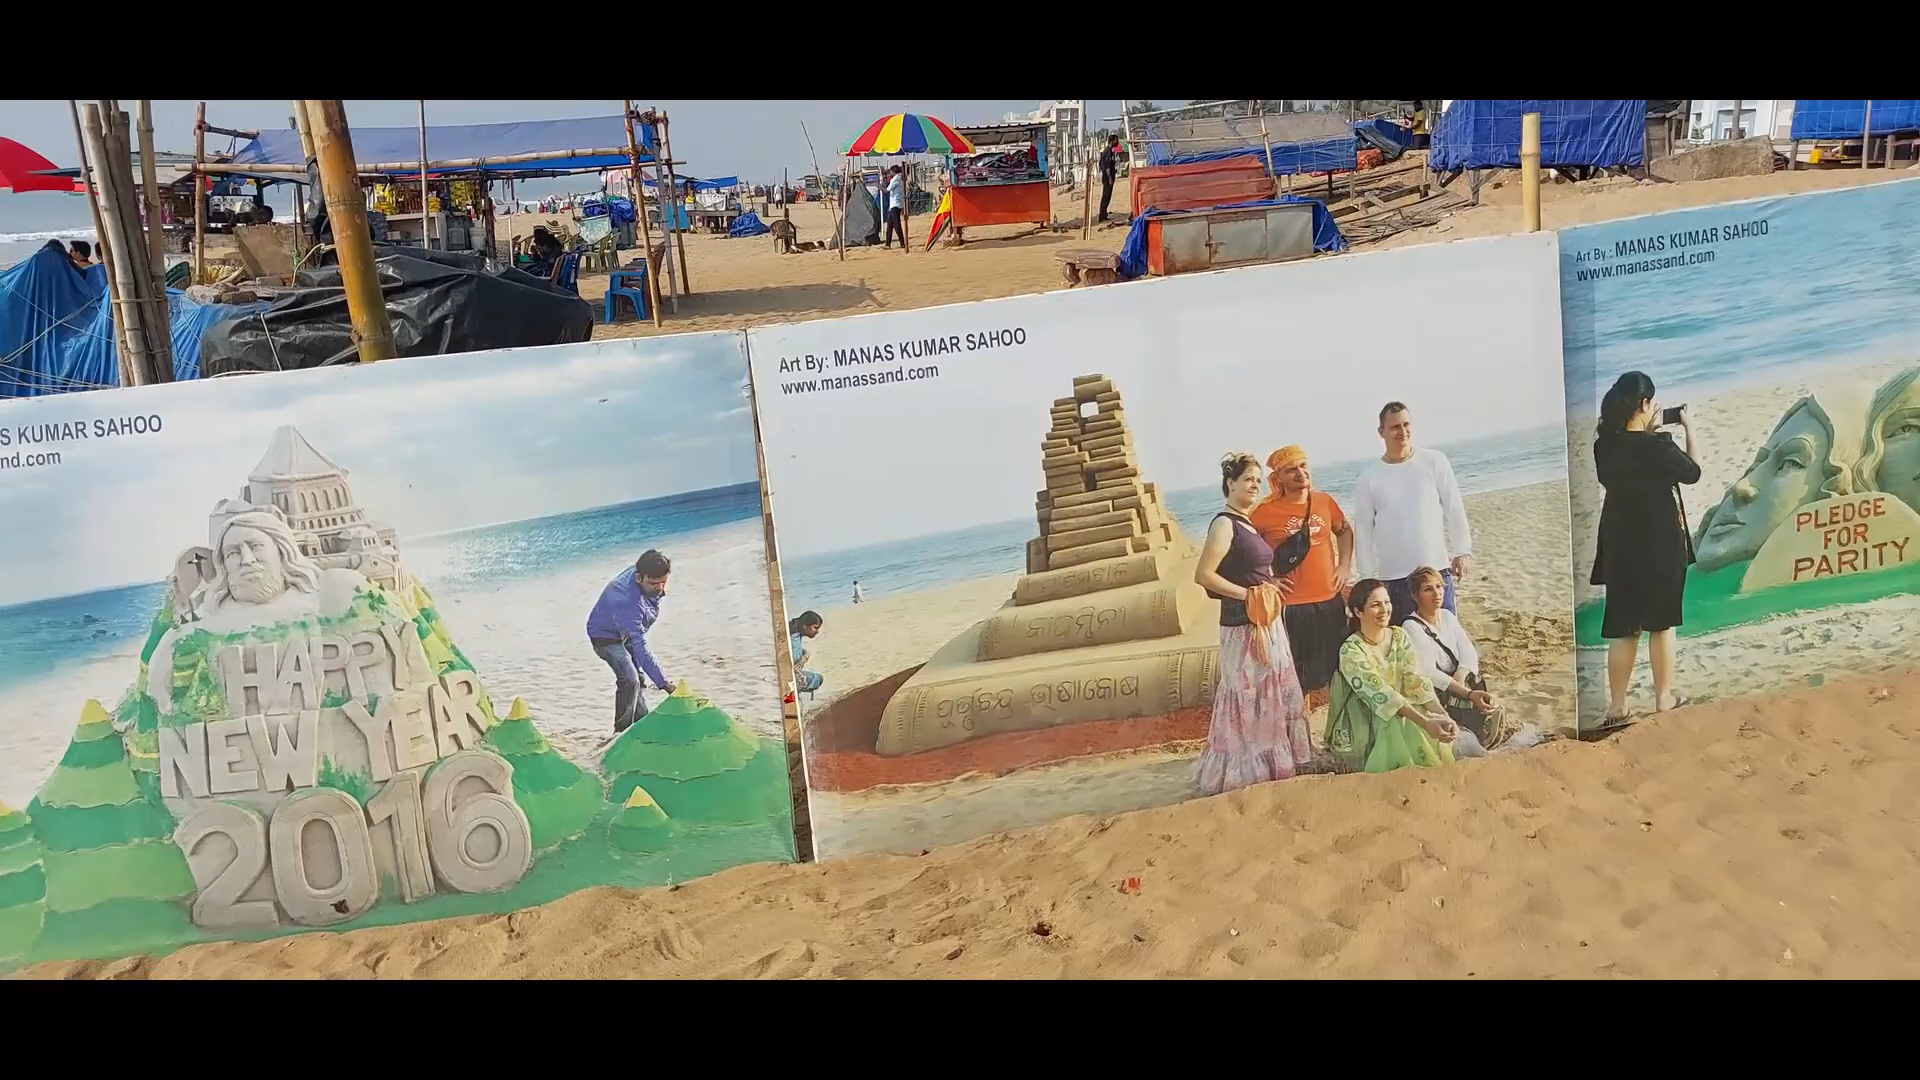 S KUMAR SAHOO
nd.com
HAPPY
NEW YEAR
2016
Art By: MANAS KUMAR SAHOO
www.manassand.com
କାଦମ୍ବିନୀ
ପୂର୍ଣ୍ଣଚନ୍ଦ୍ର ଭାଷାକୋଷ
Art By: MANAS KUMAR SAHOO
www.manassand.com
PLEDGE
FOR
PARITY